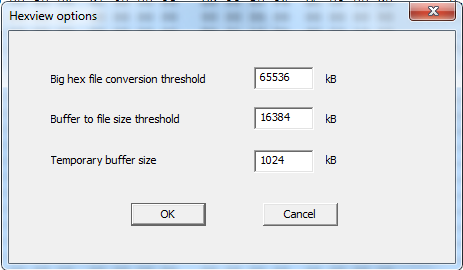 Hexview options
Big hex file conversion threshold 65536 kB
Buffer to file size threshold 16384 kB
Temporary buffer size 1024 kB
OK Cancel